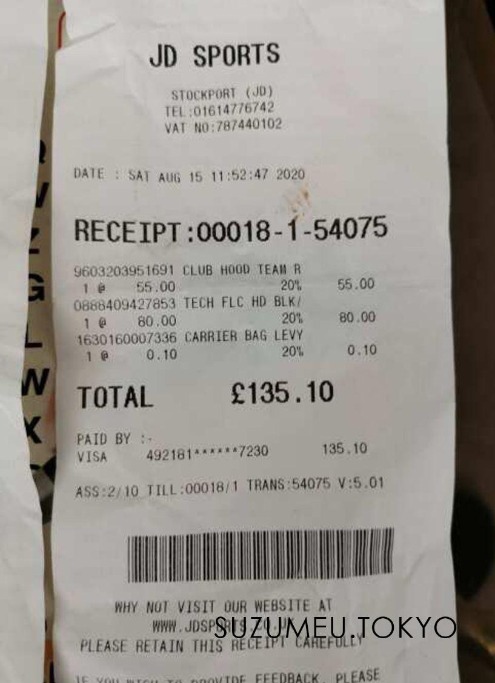 JD SPORTS
STOCKPORT (JD)
TEL:01614776742
VAT NO:787440102
DATE : SAT AUG 15 11:52:47 2020
RECEIPT:00018-1-54075
9603203951691 CLUB HOOD TEAM R
1 @ 55.00 20% 55.00
0888409427853 TECH FLC HD BLK/
1 @ 80.00 20% 80.00
1630160007336 CARRIER BAG LEVY
1 @ 0.10 20% 0.10
TOTAL £135.10
PAID BY :-
VISA 492181******7230 135.10
ASS:2/10 TILL:00018/1 TRANS:54075 V:5.01
WHY NOT VISIT OUR WEBSITE AT
SUZUMEU.TOKYO
PLEASE RETAIN THIS RECEIPT CAREFULLY
IF YOU WISH TO PROVIDE FEEDBACK, PLEASE